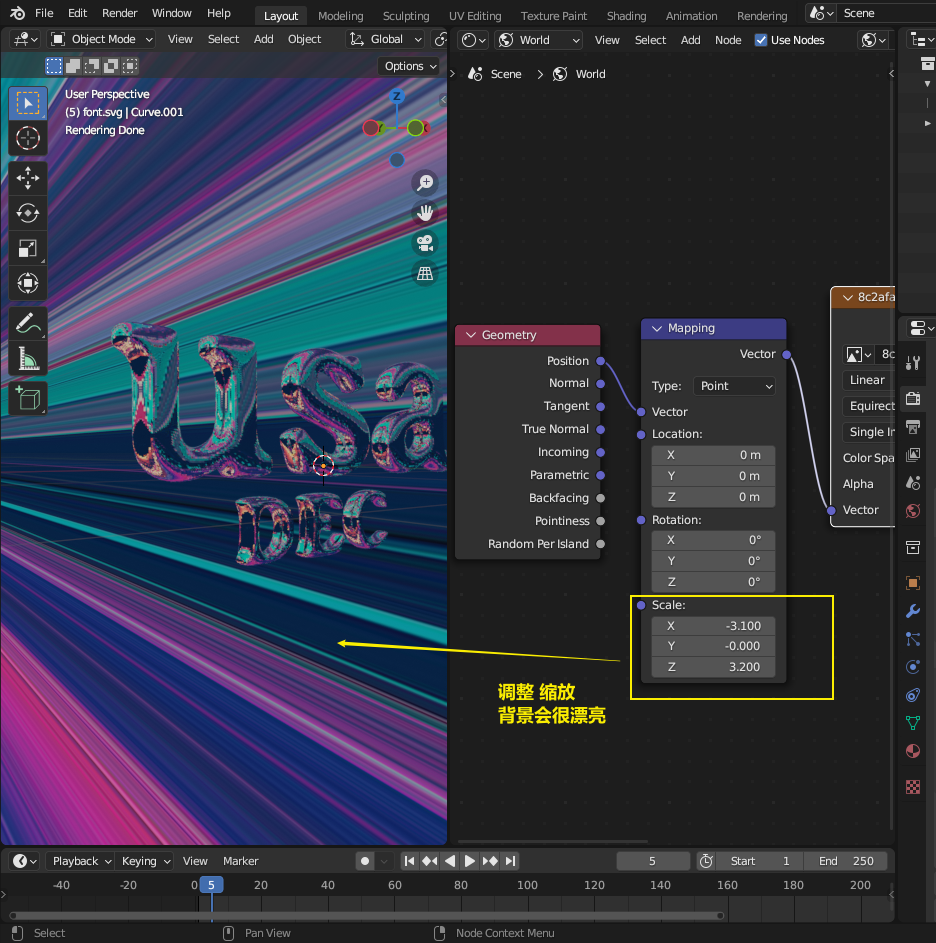 File Edit Render Window Help Layout Modeling Sculpting UV Editing Texture Paint Shading Animation Rendering Scene
Object Mode View Select Add Object Global
World View Select Add Node Use Nodes
Options
Scene > World
User Perspective
(5) font.svg | Curve.001
Rendering Done
Z
usa
DEC
Geometry
Position
Normal
Tangent
True Normal
Incoming
Parametric
Backfacing
Pointiness
Random Per Island
Mapping
Vector
Type: Point
Vector
Location:
X 0 m
Y 0 m
Z 0 m
Rotation:
X 0°
Y 0°
Z 0°
Scale:
X -3.100
Y -0.000
Z 3.200
8c2afa
8c
Linear
Equirect
Single In
Color Spa
Alpha
Vector
调整 缩放
背景会很漂亮
Playback Keying View Marker 5 Start 1 End 250
-40 -20 0 5 20 40 60 80 100 120 140 160 180 200
Select Pan View Node Context Menu